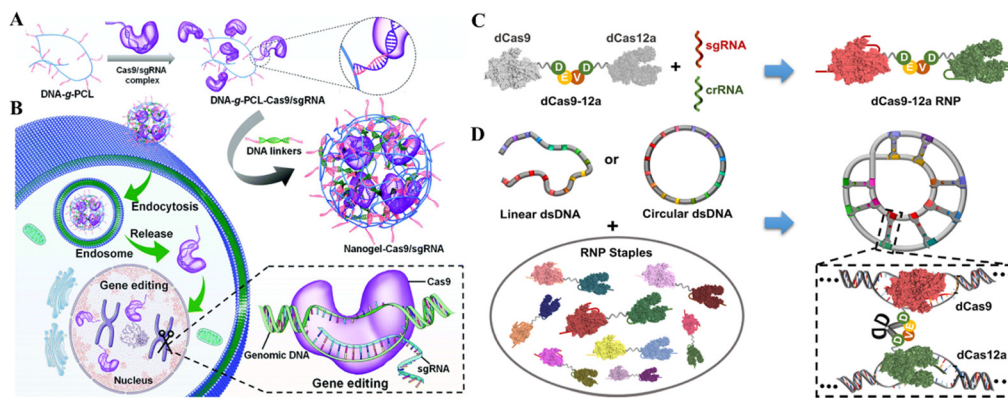 A
Cas9/sgRNA
complex
DNA-g-PCL
DNA-g-PCL-Cas9/sgRNA
B
DNA linkers
Nanogel-Cas9/sgRNA
Endocytosis
Endosome
Release
Gene editing
Nucleus
Cas9
Genomic DNA
sgRNA
Gene editing
C
dCas9
dCas12a
D
E
V
D
dCas9-12a
+
sgRNA
crRNA
D
E
V
D
dCas9-12a RNP
D
or
Linear dsDNA
Circular dsDNA
+
RNP Staples
dCas9
dCas12a